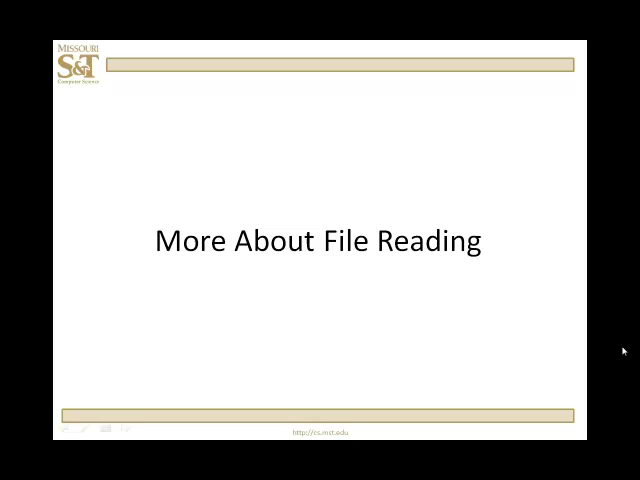 MISSOURI
S&T
Computer Science
More About File Reading
http://cs.mst.edu